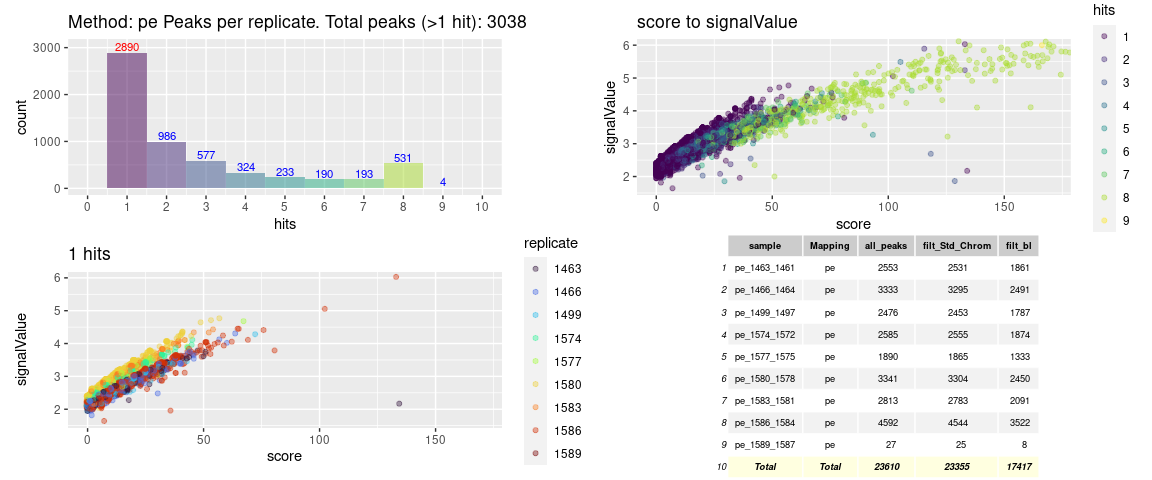 Method: pe Peaks per replicate. Total peaks (>1 hit): 3038
3000
2000
1000
0
count
2890
986
577
324
233
190
193
531
4
0 1 2 3 4 5 6 7 8 9 10
hits
score to signalValue
6
5
4
3
2
signalValue
0 50 100 150
score
hits
1
2
3
4
5
6
7
8
9
1 hits
6
5
4
3
2
signalValue
0 50 100 150
score
replicate
1463
1466
1499
1574
1577
1580
1583
1586
1589
sample Mapping all_peaks filt_Std_Chrom filt_bl
1 pe_1463_1461 pe 2553 2531 1861
2 pe_1466_1464 pe 3333 3295 2491
3 pe_1499_1497 pe 2476 2453 1787
4 pe_1574_1572 pe 2585 2555 1874
5 pe_1577_1575 pe 1890 1865 1333
6 pe_1580_1578 pe 3341 3304 2450
7 pe_1583_1581 pe 2813 2783 2091
8 pe_1586_1584 pe 4592 4544 3522
9 pe_1589_1587 pe 27 25 8
10 Total Total 23610 23355 17417